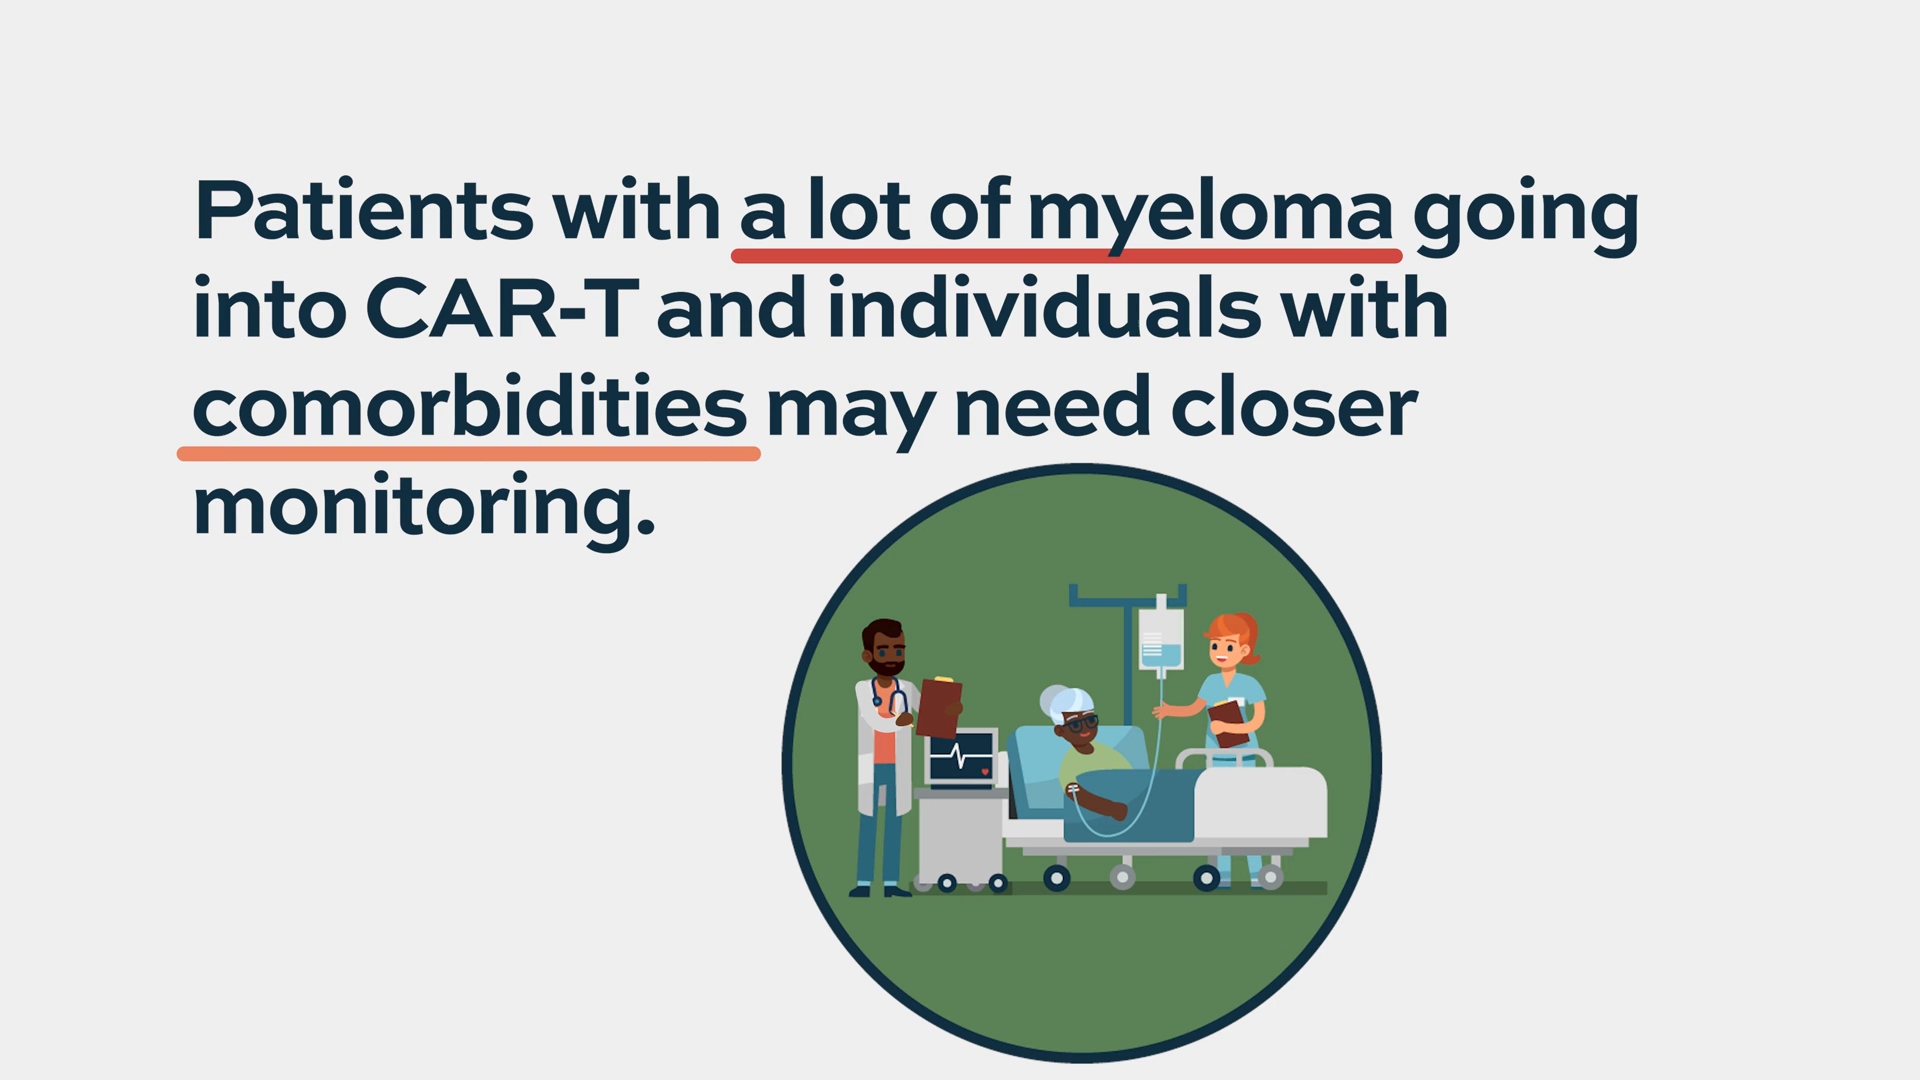 Patients with a lot of myeloma going
into CAR-T and individuals with
comorbidities may need closer
monitoring.